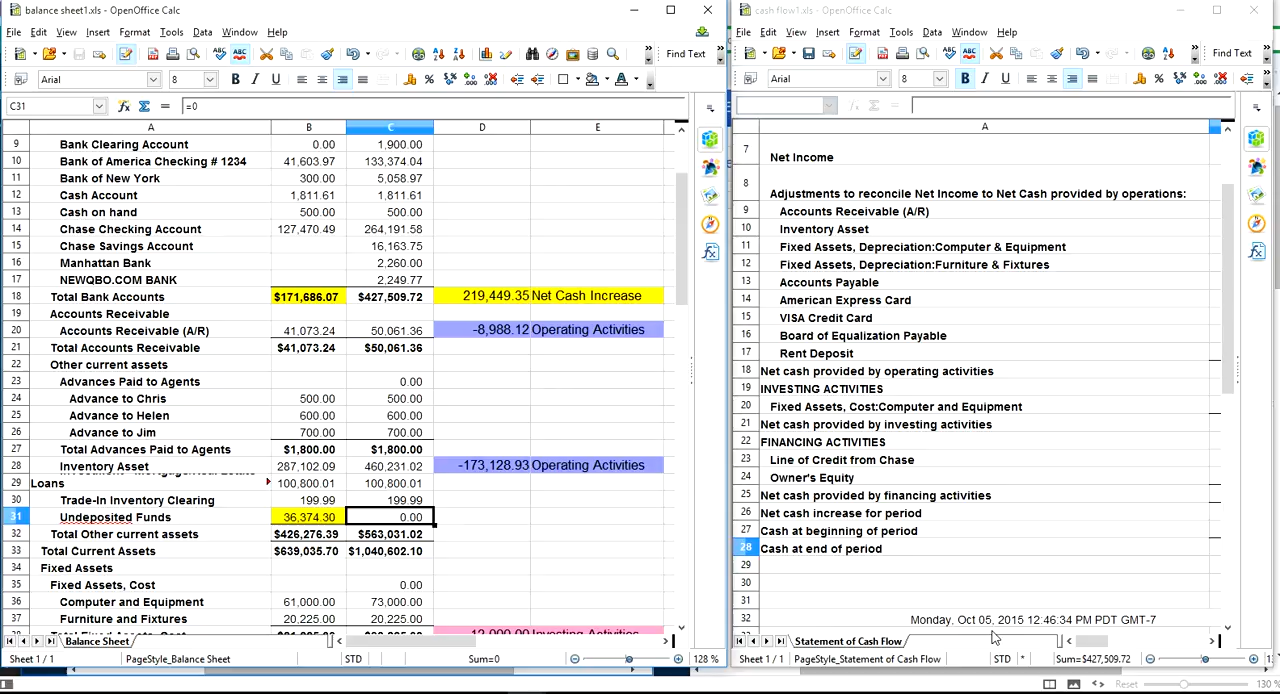 balance sheet1.xls - OpenOffice Calc
File Edit View Insert Format Tools Data Window Help
Find Text
Arial 8
C31 =0
A B C D E
9 Bank Clearing Account 0.00 1,900.00
10 Bank of America Checking # 1234 41,603.97 133,374.04
11 Bank of New York 300.00 5,058.97
12 Cash Account 1,811.61 1,811.61
13 Cash on hand 500.00 500.00
14 Chase Checking Account 127,470.49 264,191.58
15 Chase Savings Account 16,163.75
16 Manhattan Bank 2,260.00
17 NEWQBO.COM BANK 2,249.77
18 Total Bank Accounts $171,686.07 $427,509.72 219,449.35 Net Cash Increase
19 Accounts Receivable
20 Accounts Receivable (A/R) 41,073.24 50,061.36 -8,988.12 Operating Activities
21 Total Accounts Receivable $41,073.24 $50,061.36
22 Other current assets
23 Advances Paid to Agents 0.00
24 Advance to Chris 500.00 500.00
25 Advance to Helen 600.00 600.00
26 Advance to Jim 700.00 700.00
27 Total Advances Paid to Agents $1,800.00 $1,800.00
28 Inventory Asset 287,102.09 460,231.02 -173,128.93 Operating Activities
29 Loans 100,800.01 100,800.01
30 Trade-In Inventory Clearing 199.99 199.99
31 Undeposited Funds 36,374.30 0.00
32 Total Other current assets $426,276.39 $563,031.02
33 Total Current Assets $639,035.70 $1,040,602.10
34 Fixed Assets
35 Fixed Assets, Cost 0.00
36 Computer and Equipment 61,000.00 73,000.00
37 Furniture and Fixtures 20,225.00 20,225.00
12,000.00 Investing Activities
Balance Sheet
Sheet 1 / 1 PageStyle_Balance Sheet STD Sum=0 128 %
cash flow1.xls - OpenOffice Calc
File Edit View Insert Format Tools Data Window Help
Find Text
Arial 8
A
7 Net Income
8 Adjustments to reconcile Net Income to Net Cash provided by operations:
9 Accounts Receivable (A/R)
10 Inventory Asset
11 Fixed Assets, Depreciation:Computer & Equipment
12 Fixed Assets, Depreciation:Furniture & Fixtures
13 Accounts Payable
14 American Express Card
15 VISA Credit Card
16 Board of Equalization Payable
17 Rent Deposit
18 Net cash provided by operating activities
19 INVESTING ACTIVITIES
20 Fixed Assets, Cost:Computer and Equipment
21 Net cash provided by investing activities
22 FINANCING ACTIVITIES
23 Line of Credit from Chase
24 Owner's Equity
25 Net cash provided by financing activities
26 Net cash increase for period
27 Cash at beginning of period
28 Cash at end of period
29
30
31
32 Monday, Oct 05, 2015 12:46:34 PM PDT GMT-7
Statement of Cash Flow
Sheet 1 / 1 PageStyle_Statement of Cash Flow STD * Sum=$427,509.72
Reset 130 %